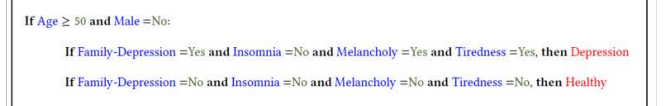 If Age ≥ 50 and Male =No:
If Family-Depression =Yes and Insomnia =No and Melancholy =Yes and Tiredness =Yes, then Depression
If Family-Depression =No and Insomnia =No and Melancholy =No and Tiredness =No, then Healthy